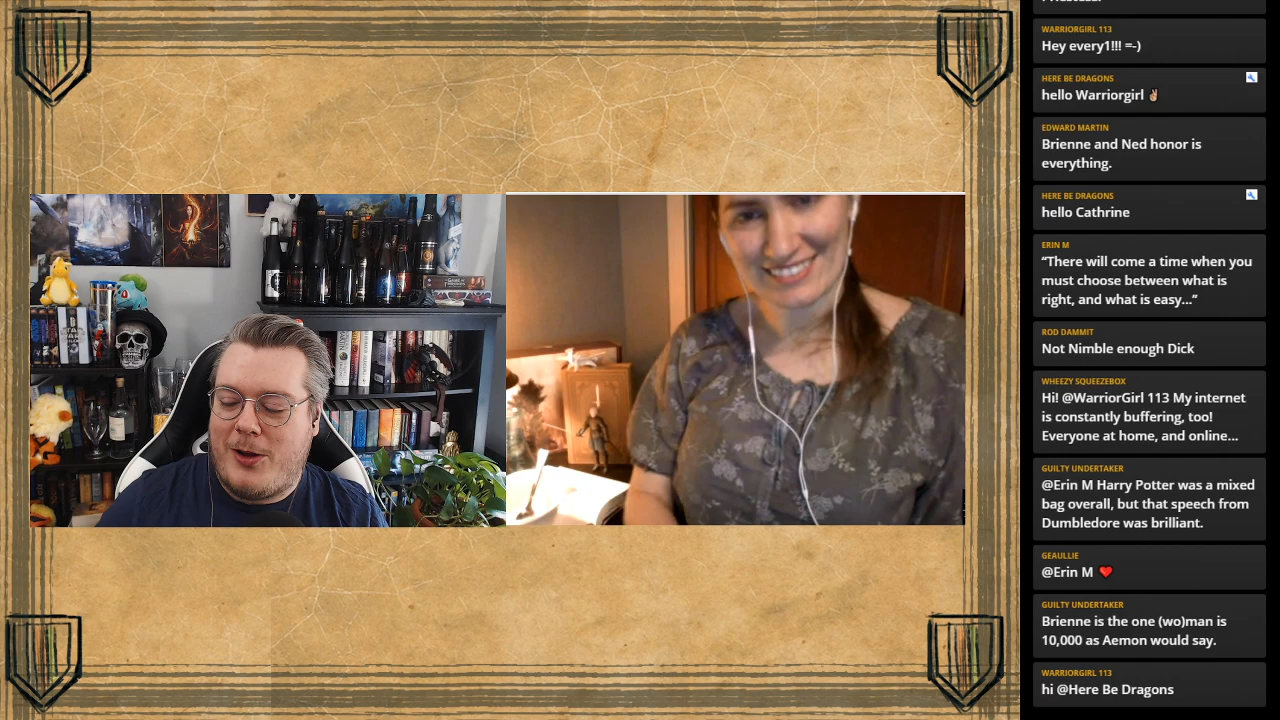 WARRIORGIRL 113
Hey every1!!! =-)
HERE BE DRAGONS
hello Warriorgirl ✌🏼
EDWARD MARTIN
Brienne and Ned honor is
everything.
HERE BE DRAGONS
hello Cathrine
ERIN M
“There will come a time when you
must choose between what is
right, and what is easy...”
ROD DAMMIT
Not Nimble enough Dick
WHEEZY SQUEEZEBOX
Hi! @WarriorGirl 113 My internet
is constantly buffering, too!
Everyone at home, and online...
GUILTY UNDERTAKER
@Erin M Harry Potter was a mixed
bag overall, but that speech from
Dumbledore was brilliant.
GEAULLIE
@Erin M ❤️
GUILTY UNDERTAKER
Brienne is the one (wo)man is
10,000 as Aemon would say.
WARRIORGIRL 113
hi @Here Be Dragons